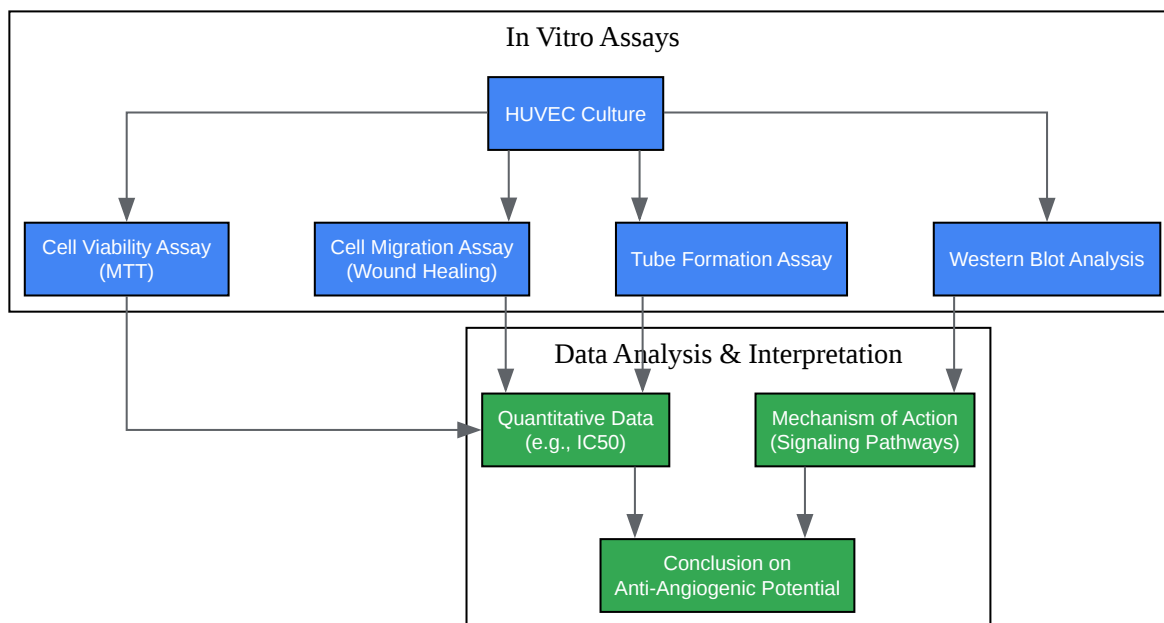 In Vitro Assays
HUVEC Culture
Cell Viability Assay
(MTT)
Cell Migration Assay
(Wound Healing)
Tube Formation Assay
Western Blot Analysis
Data Analysis & Interpretation
Quantitative Data
(e.g., IC50)
Mechanism of Action
(Signaling Pathways)
Conclusion on
Anti-Angiogenic Potential